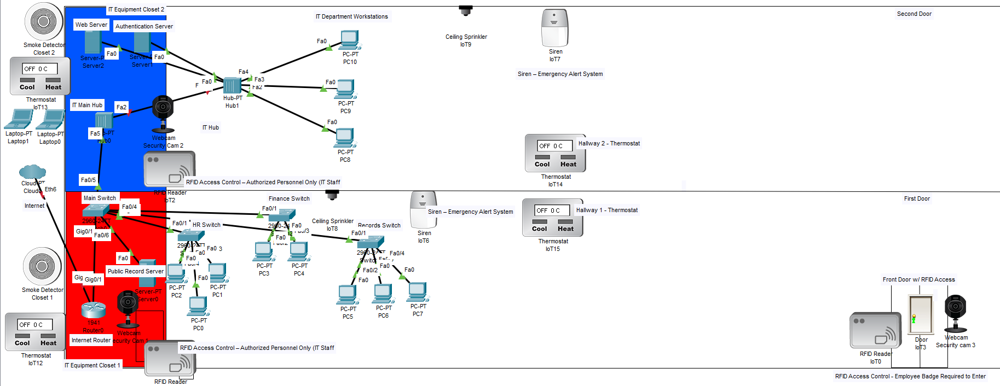 IT Equipment Closet 2
Web Server
Authentication Server
Smoke Detector
Closet 2
Fa0
Fa0
Server2
Server1
OFF 0 C
Cool Heat
Thermostat
IoT13
IT Main Hub
Fa2
Laptop-PT
Laptop1
Laptop-PT
Laptop0
Fa5
Hub0
Webcam
Security Cam 2
IT Hub
Fa0
Fa4
Fa3
Fa2
Hub-PT
Hub1
IT Department Workstations
Fa0
PC-PT
PC10
Fa0
PC-PT
PC9
Fa0
PC-PT
PC8
Ceiling Sprinkler
IoT9
Siren
IoT7
Siren – Emergency Alert System
Second Door
OFF 0 C
Cool Heat
Hallway 2 - Thermostat
Thermostat
IoT14
RFID Access Control – Authorized Personnel Only (IT Staff
RFID Reader
IoT2
Eth6
Internet
Fa0/5
Main Switch
Fa0/4
Gig0/1
Fa0/6
Finance Switch
Fa0/1
HR Switch
Fa0/1
Fa0
Fa0
PC-PT
PC3
PC-PT
PC4
Ceiling Sprinkler
IoT8
Records Switch
Fa0/1
Fa0/4
Fa0/2
Fa0
Fa0
Fa0
PC-PT
PC5
PC-PT
PC6
PC-PT
PC7
Siren – Emergency Alert System
Siren
IoT6
OFF 0 C
Cool Heat
Hallway 1 - Thermostat
Thermostat
IoT15
First Door
Fa0
Fa0
Fa0
Fa0
PC-PT
PC2
PC-PT
PC1
PC-PT
PC0
Fa0
Public Record Server
Server-PT
Server0
Gig0/1
Smoke Detector
Closet 1
1941
Router0
Internet Router
Webcam
OFF 0 C
Cool Heat
Thermostat
IoT12
IT Equipment Closet 1
RFID Access Control – Authorized Personnel Only (IT Staff
RFID Reader
Front Door w/ RFID Access
RFID Reader
IoT0
Door
IoT3
Webcam
Security cam 3
RFID Access Control - Employee Badge Required to Enter